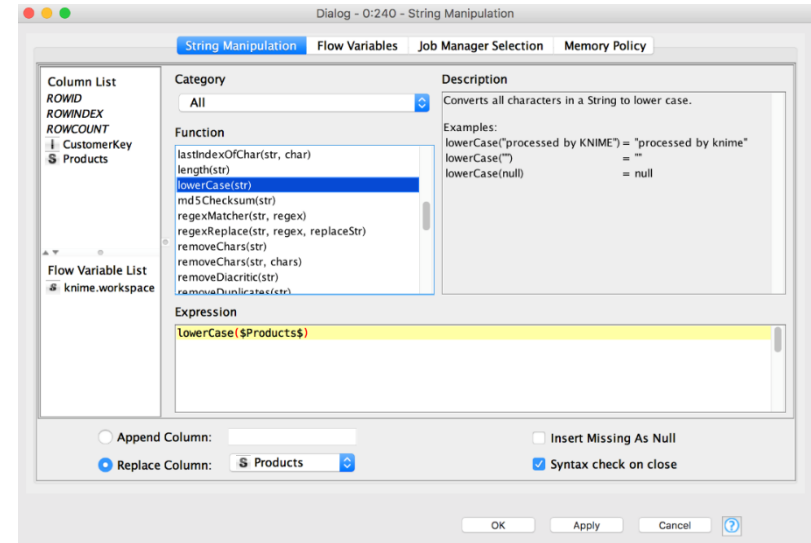 Dialog - 0:240 - String Manipulation
String Manipulation Flow Variables Job Manager Selection Memory Policy
Column List
ROWID
ROWINDEX
ROWCOUNT
I CustomerKey
S Products
Flow Variable List
S knime.workspace
Category
All
Function
lastIndexOfChar(str, char)
length(str)
lowerCase(str)
md5Checksum(str)
regexMatcher(str, regex)
regexReplace(str, regex, replaceStr)
removeChars(str)
removeChars(str, chars)
removeDiacritic(str)
removeDuplicates(str)
Description
Converts all characters in a String to lower case.
Examples:
lowerCase("processed by KNIME") = "processed by knime"
lowerCase("") = ""
lowerCase(null) = null
Expression
lowerCase($Products$)
Append Column:
Insert Missing As Null
Replace Column: S Products
Syntax check on close
OK Apply Cancel ?